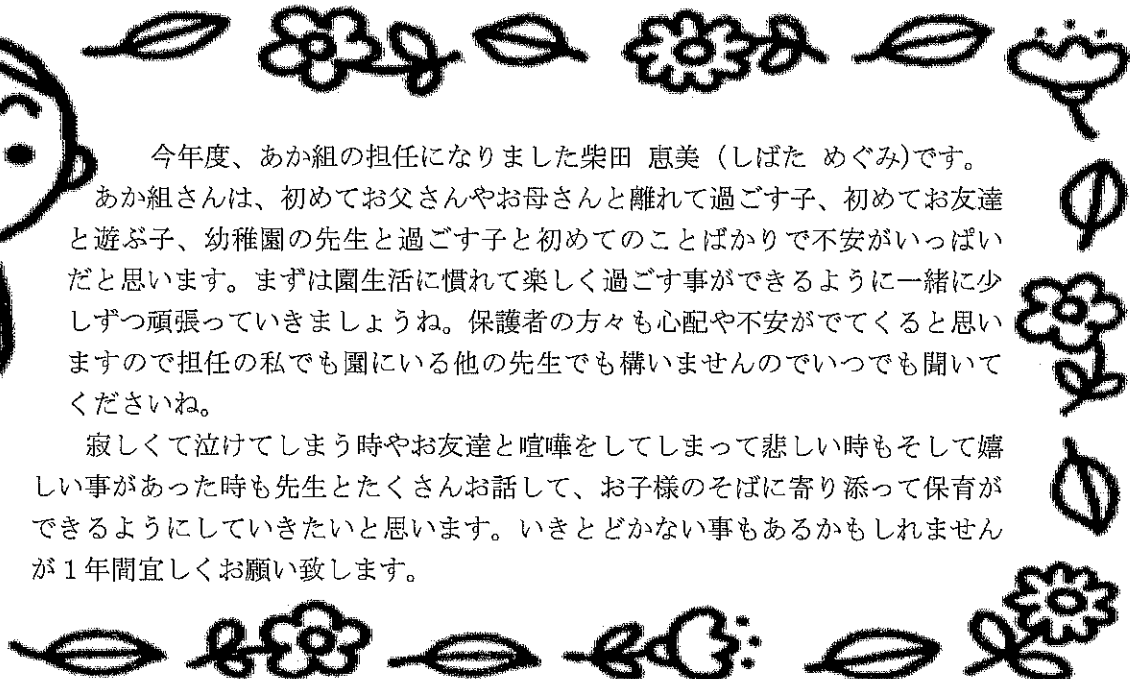 今年度、あか組の担任になりました柴田 恵美 (しばた めぐみ)です。
あか組さんは、初めてお父さんやお母さんと離れて過ごす子、初めてお友達
と遊ぶ子、幼稚園の先生と過ごす子と初めてのことばかりで不安がいっぱい
だと思います。まずは園生活に慣れて楽しく過ごす事ができるように一緒に少
しずつ頑張っていきましょうね。保護者の方々も心配や不安がでてくると思い
ますので担任の私でも園にいる他の先生でも構いませんのでいつでも聞いて
くださいね。
寂しくて泣けてしまう時やお友達と喧嘩をしてしまって悲しい時もそして嬉
しい事があった時も先生とたくさんお話して、お子様のそばに寄り添って保育が
できるようにしていきたいと思います。いきとどかない事もあるかもしれません
が1年間宜しくお願い致します。